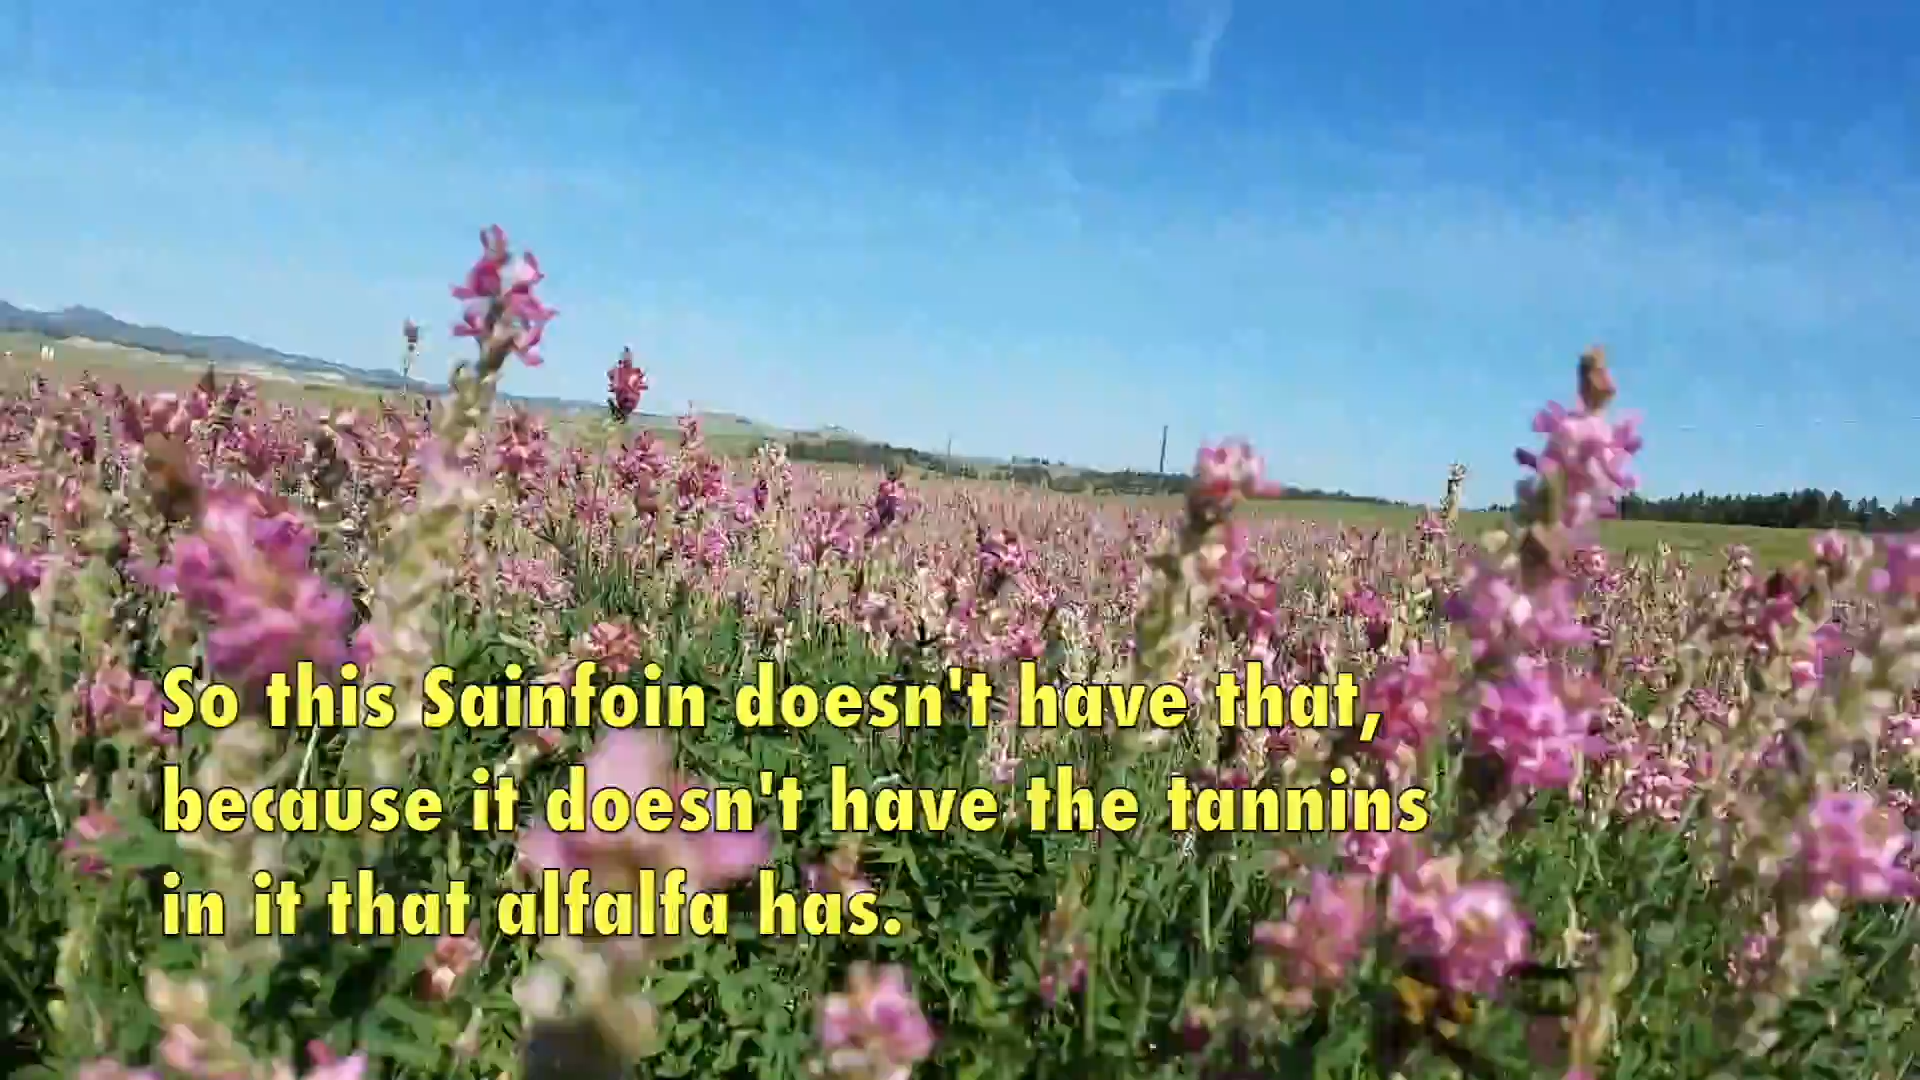 So this Sainfoin doesn't have that,
because it doesn't have the tannins
in it that alfalfa has.